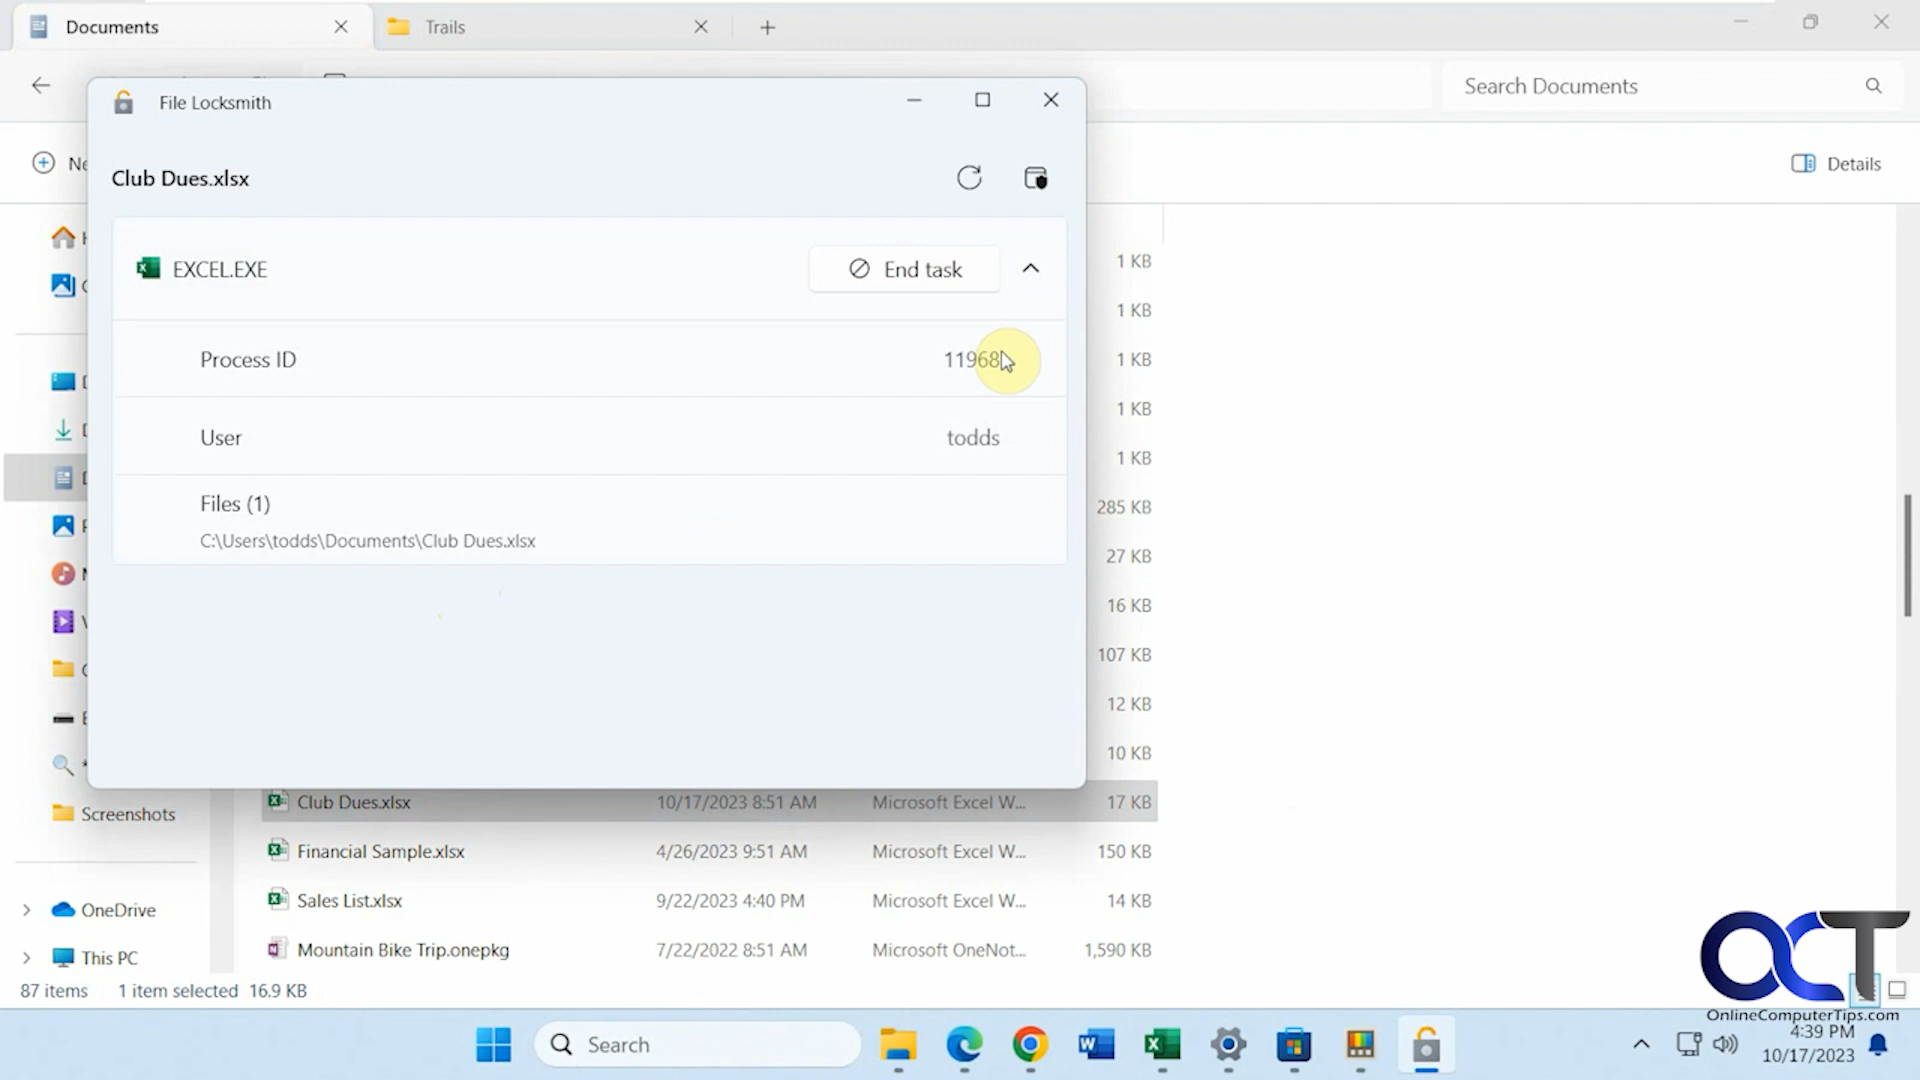 Documents
Trails
File Locksmith
Search Documents
Club Dues.xlsx
Details
EXCEL.EXE
End task
Process ID
11968
User
todds
Files (1)
C:\Users\todds\Documents\Club Dues.xlsx
1 KB
1 KB
1 KB
1 KB
1 KB
285 KB
27 KB
16 KB
107 KB
12 KB
10 KB
Club Dues.xlsx 10/17/2023 8:51 AM Microsoft Excel W... 17 KB
Financial Sample.xlsx 4/26/2023 9:51 AM Microsoft Excel W... 150 KB
Sales List.xlsx 9/22/2023 4:40 PM Microsoft Excel W... 14 KB
Mountain Bike Trip.onepkg 7/22/2022 8:51 AM Microsoft OneNot... 1,590 KB
Screenshots
OneDrive
This PC
87 items 1 item selected 16.9 KB
OCT
OnlineComputerTips.com
Search
4:39 PM
10/17/2023